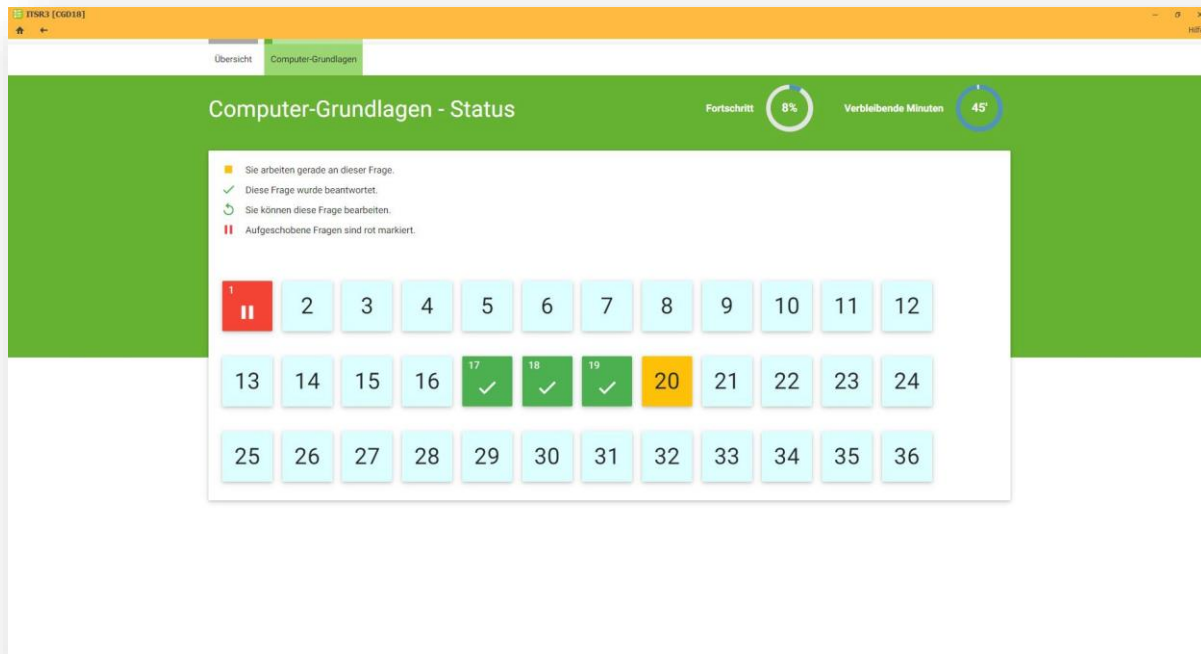 ITSR3 [CGD18]
Übersicht
Computer-Grundlagen
Computer-Grundlagen - Status
Fortschritt 8% Verbleibende Minuten 45'
Sie arbeiten gerade an dieser Frage.
Diese Frage wurde beantwortet.
Sie können diese Frage bearbeiten.
Aufgeschobene Fragen sind rot markiert.
1 2 3 4 5 6 7 8 9 10 11 12
13 14 15 16 17 18 19 20 21 22 23 24
25 26 27 28 29 30 31 32 33 34 35 36